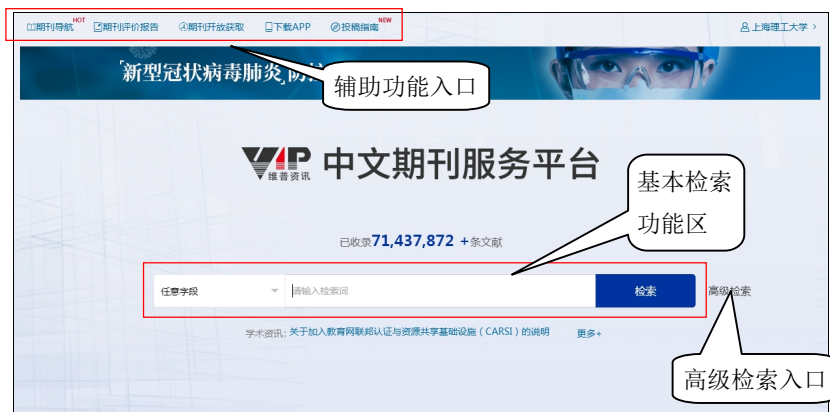 期刊导航 HOT 期刊评价报告 期刊开放获取 下载APP 投稿指南 NEW 上海理工大学 >
「新型冠状病毒肺炎」防
辅助功能入口
VIP 维普资讯 中文期刊服务平台
基本检索
功能区
已收录71,437,872 +条文献
任意字段 请输入检索词 检索 高级检索
学术资讯: 关于加入教育网联邦认证与资源共享基础设施（CARSI）的说明 更多+
高级检索入口